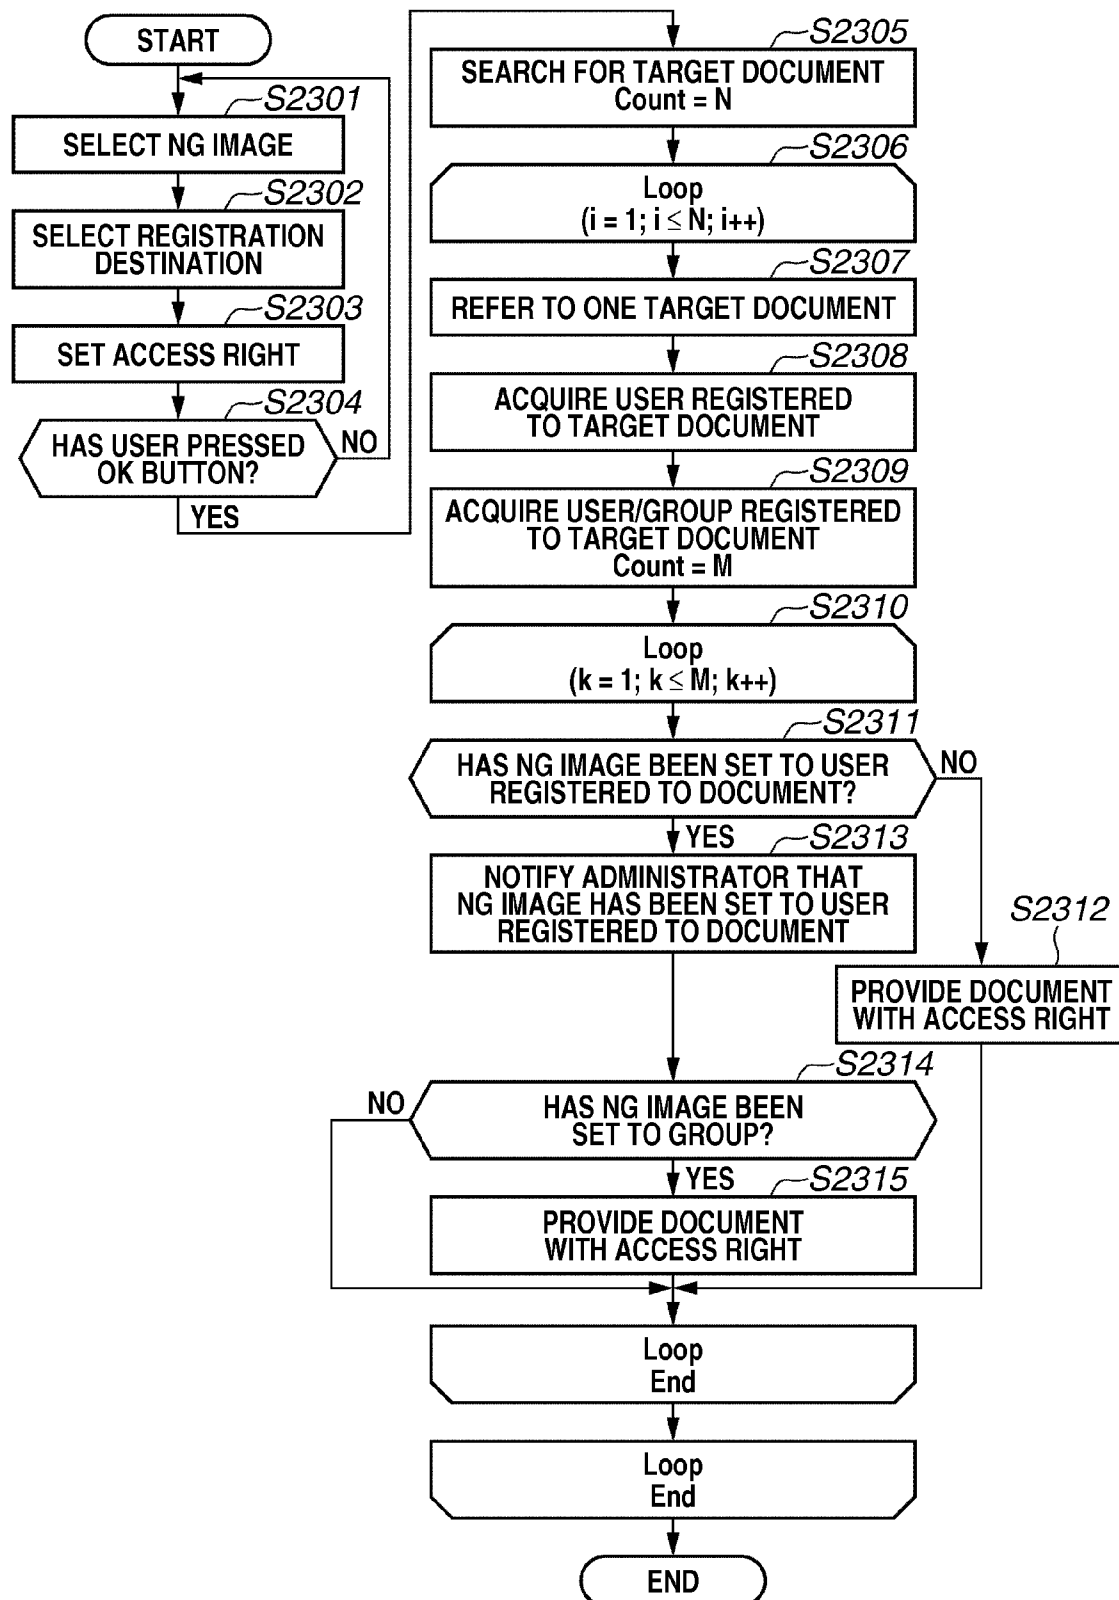 START
S2301
SELECT NG IMAGE
S2302
SELECT REGISTRATION
DESTINATION
S2303
SET ACCESS RIGHT
S2304
HAS USER PRESSED
OK BUTTON?
NO
YES
S2305
SEARCH FOR TARGET DOCUMENT
Count = N
S2306
Loop
(i = 1; i ≤ N; i++)
S2307
REFER TO ONE TARGET DOCUMENT
S2308
ACQUIRE USER REGISTERED
TO TARGET DOCUMENT
S2309
ACQUIRE USER/GROUP REGISTERED
TO TARGET DOCUMENT
Count = M
S2310
Loop
(k = 1; k ≤ M; k++)
S2311
HAS NG IMAGE BEEN SET TO USER
REGISTERED TO DOCUMENT?
NO
YES
S2313
NOTIFY ADMINISTRATOR THAT
NG IMAGE HAS BEEN SET TO USER
REGISTERED TO DOCUMENT
S2312
PROVIDE DOCUMENT
WITH ACCESS RIGHT
S2314
HAS NG IMAGE BEEN
SET TO GROUP?
NO
YES
S2315
PROVIDE DOCUMENT
WITH ACCESS RIGHT
Loop
End
Loop
End
END